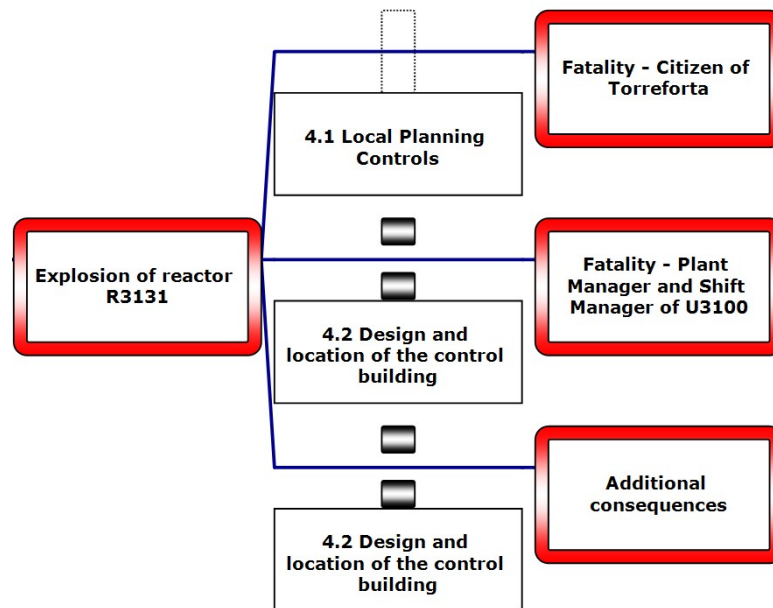 Fatality - Citizen of
Torreforta
4.1 Local Planning
Controls
Explosion of reactor
R3131
Fatality - Plant
Manager and Shift
Manager of U3100
4.2 Design and
location of the control
building
Additional
consequences
4.2 Design and
location of the control
building